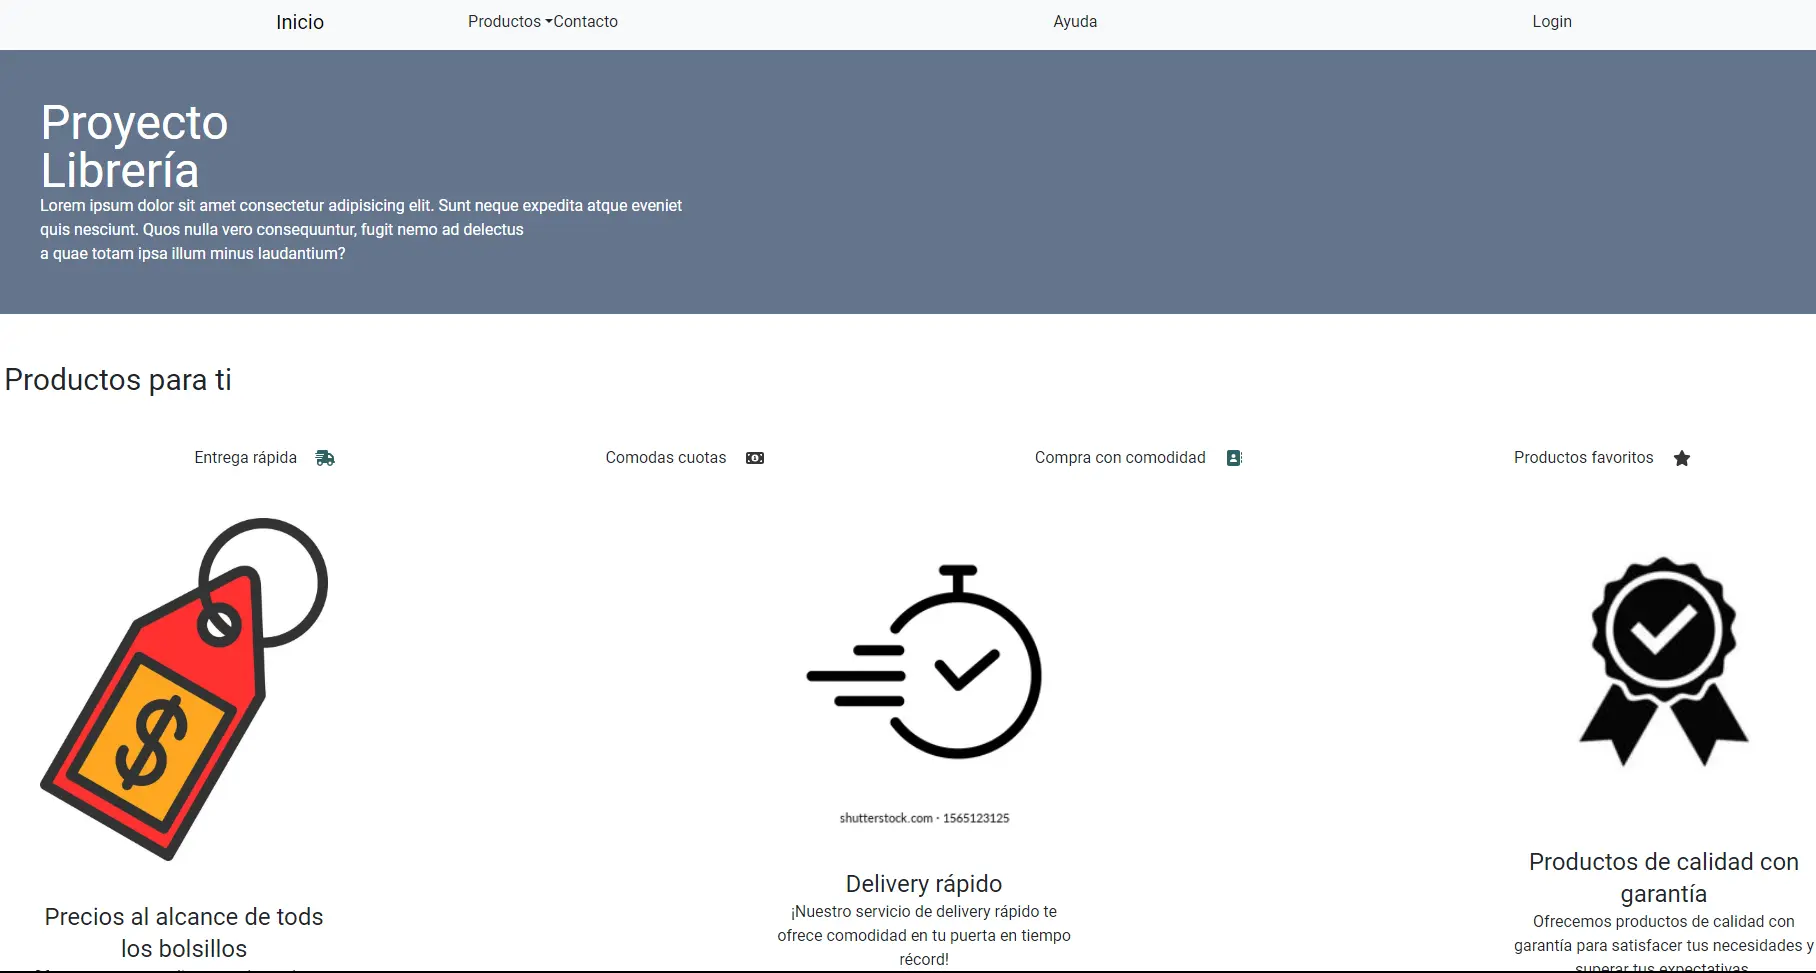 Inicio
Productos
Contacto
Ayuda
Login
Proyecto
Librería
Lorem ipsum dolor sit amet consectetur adipisicing elit. Sunt neque expedita atque eveniet
quis nesciunt. Quos nulla vero consequuntur, fugit nemo ad delectus
a quae totam ipsa illum minus laudantium?
Productos para ti
Entrega rápida
Comodas cuotas
Compra con comodidad
Productos favoritos
$
shutterstock.com · 1565123125
Precios al alcance de tods
los bolsillos
Delivery rápido
¡Nuestro servicio de delivery rápido te
ofrece comodidad en tu puerta en tiempo
récord!
Productos de calidad con
garantía
Ofrecemos productos de calidad con
garantía para satisfacer tus necesidades y
superar tus expectativas